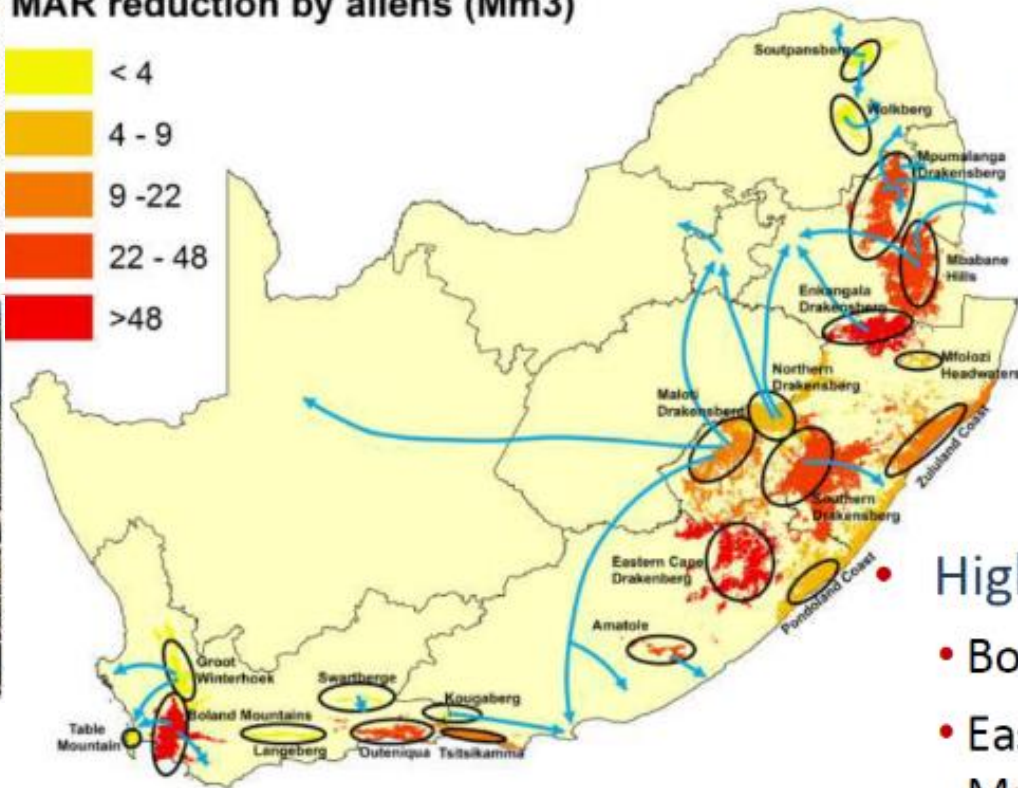 MAR reduction by aliens (Mm3)
< 4
4 - 9
9 -22
22 - 48
>48
Soutpansberg
Wolkberg
Mpumalanga
Drakensberg
Mbabane
Hills
Enkangala
Drakensberg
Mfolozi
Headwaters
Northern
Drakensberg
Maloti
Drakensberg
Zululand Coast
Southern
Drakensberg
Eastern Cape
Drakenberg
Pondoland Coast
Amatole
Groot
Winterhoek
Swartberge
Kougaberg
Boland Mountains
Table
Mountain
Langeberg
Outeniqua
Tsitsikamma
• High
• Bo
• Eas